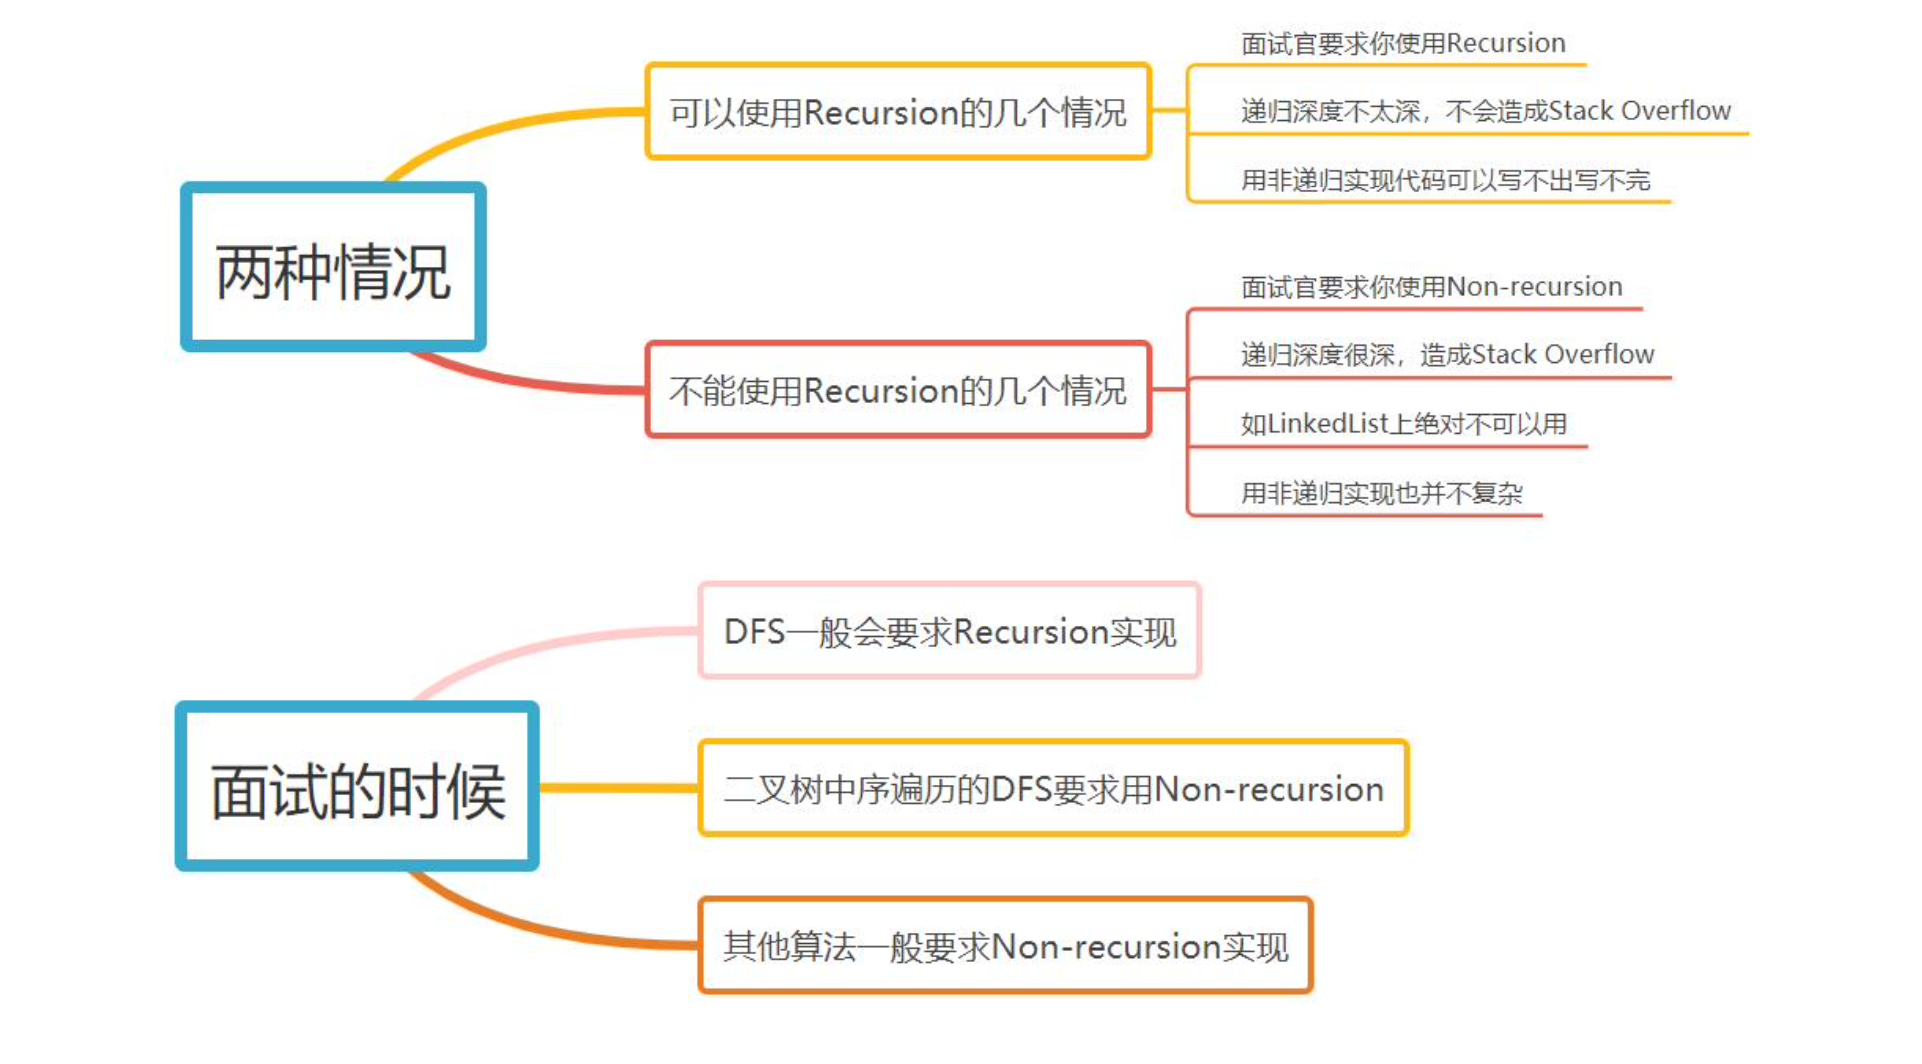 两种情况
可以使用Recursion的几个情况
面试官要求你使用Recursion
递归深度不太深，不会造成Stack Overflow
用非递归实现代码可以写不出写不完
不能使用Recursion的几个情况
面试官要求你使用Non-recursion
递归深度很深，造成Stack Overflow
如LinkedList上绝对不可以用
用非递归实现也并不复杂
面试的时候
DFS一般会要求Recursion实现
二叉树中序遍历的DFS要求用Non-recursion
其他算法一般要求Non-recursion实现